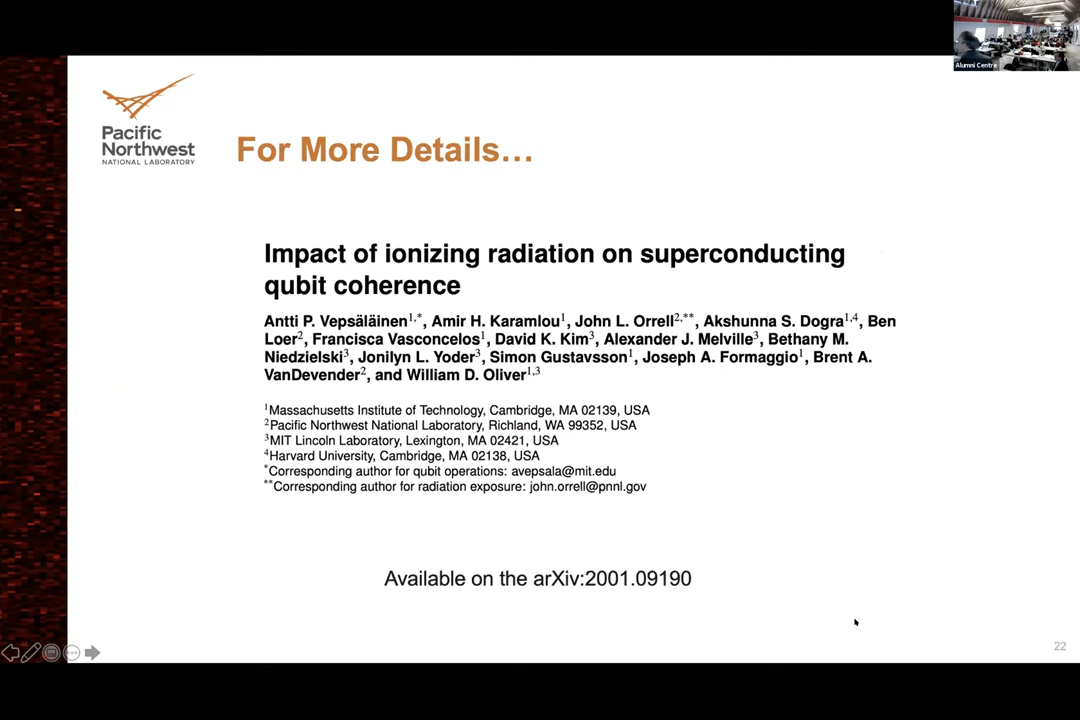 Alumni Centre
Pacific
Northwest
NATIONAL LABORATORY
For More Details…
Impact of ionizing radiation on superconducting
qubit coherence
Antti P. Vepsäläinen1,*, Amir H. Karamlou1, John L. Orrell2,**, Akshunna S. Dogra1,4, Ben
Loer2, Francisca Vasconcelos1, David K. Kim3, Alexander J. Melville3, Bethany M.
Niedzielski3, Jonilyn L. Yoder3, Simon Gustavsson1, Joseph A. Formaggio1, Brent A.
VanDevender2, and William D. Oliver1,3
1Massachusetts Institute of Technology, Cambridge, MA 02139, USA
2Pacific Northwest National Laboratory, Richland, WA 99352, USA
3MIT Lincoln Laboratory, Lexington, MA 02421, USA
4Harvard University, Cambridge, MA 02138, USA
*Corresponding author for qubit operations: avepsala@mit.edu
**Corresponding author for radiation exposure: john.orrell@pnnl.gov
Available on the arXiv:2001.09190
22